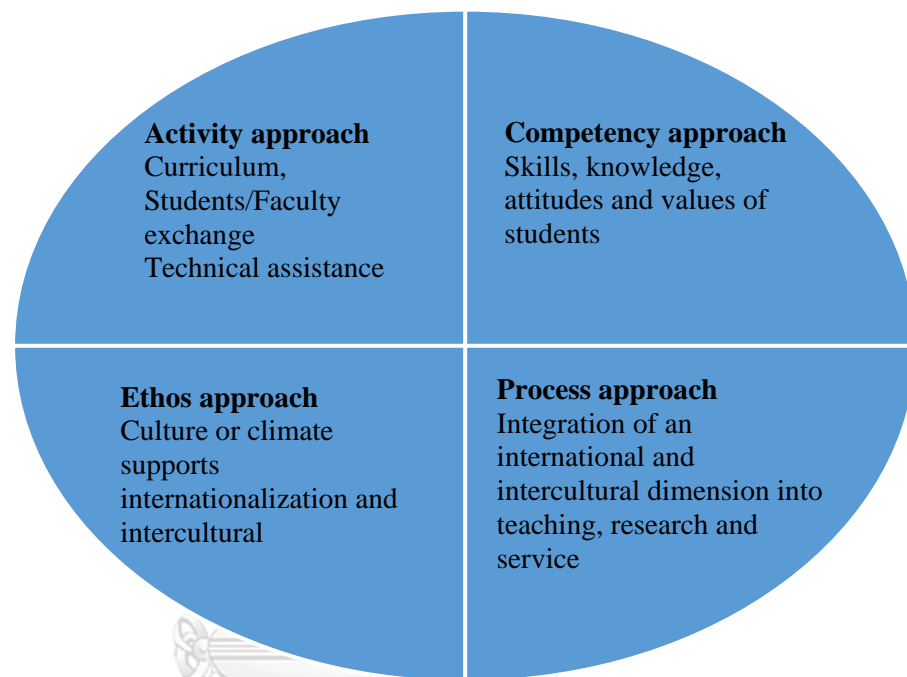 Activity approach
Curriculum,
Students/Faculty
exchange
Technical assistance
Competency approach
Skills, knowledge,
attitudes and values of
students
Ethos approach
Culture or climate
supports
internationalization and
intercultural
Process approach
Integration of an
international and
intercultural dimension into
teaching, research and
service